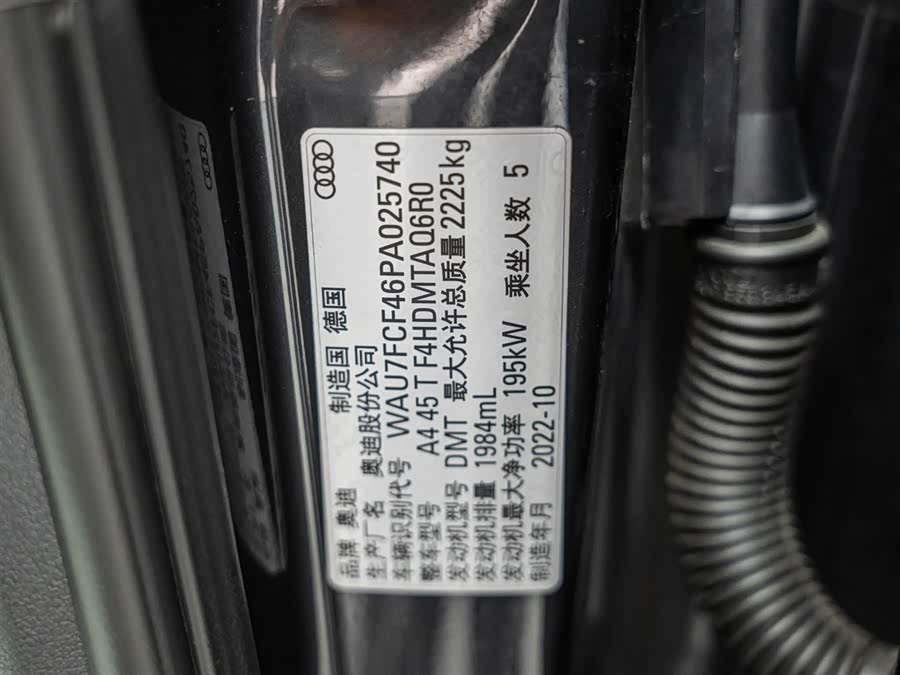 品牌 奥迪 制造国 德国
生产厂名 奥迪股份公司
车辆识别代号 WAU7FCF46PA025740
整车型号 A4 45 T F4HDMTAQ6R0
发动机型号 DMT 最大允许总质量 2225kg
发动机排量 1984mL
发动机最大净功率 195kW 乘坐人数 5
制造年月 2022-10